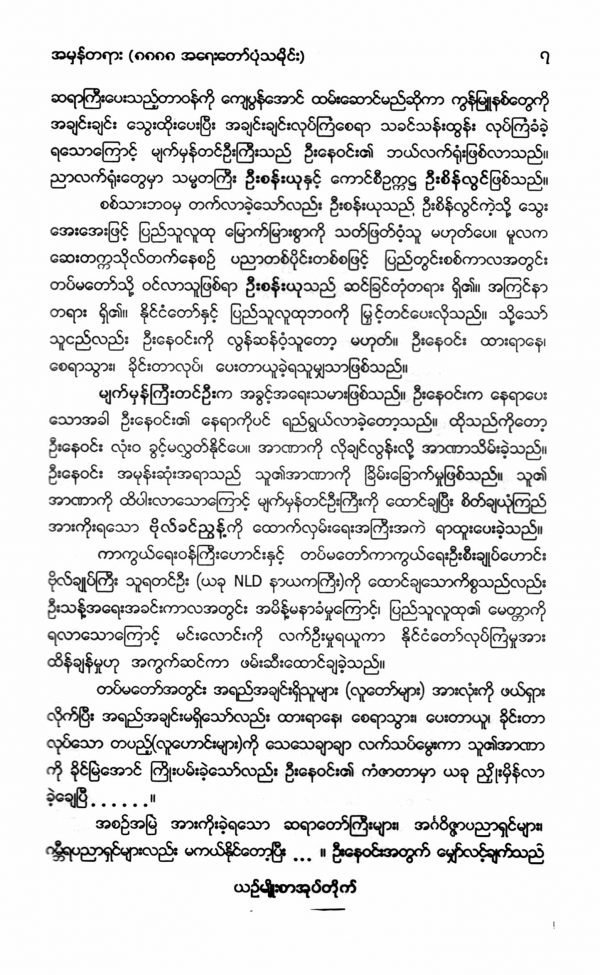 အမှန်တရား (၈၈၈၈ အရေးတော်ပုံသမိုင်း) ၇
ဆရာကြီးပေးသည့်တာဝန်ကို ကျေပွန်အောင် ထမ်းဆောင်မည်ဆိုကာ ကွန်မြူနစ်တွေကို
အချင်းချင်း သွေးထိုးပေးပြီး အချင်းချင်းလုပ်ကြံစေရာ သခင်သန်းထွန်း လုပ်ကြံခံခဲ့
ရသောကြောင့် မျက်မှန်တင်ဦးကြီးသည် ဦးနေဝင်း၏ ဘယ်လက်ရုံးဖြစ်လာသည်။
ညာလက်ရုံးတွေမှာ သမ္မတကြီး ဦးစန်းယုနှင့် ကောင်စီဥက္ကဋ္ဌ ဦးစိန်လွင်ဖြစ်သည်။
စစ်သားဘဝမှ တက်လာခဲ့သော်လည်း ဦးစန်းယုသည် ဦးစိန်လွင်ကဲ့သို့ သွေး
အေးအေးဖြင့် ပြည်သူလူထု မြောက်မြားစွာကို သတ်ဖြတ်ဝံ့သူ မဟုတ်ပေ။ မူလက
ဆေးတက္ကသိုလ်တက်နေစဉ် ပညာတစ်ပိုင်းတစ်စဖြင့် ပြည်တွင်းစစ်ကာလအတွင်း
တပ်မတော်သို့ ဝင်လာသူဖြစ်ရာ ဦးစန်းယုသည် ဆင်ခြင်တုံတရား ရှိ၏။ အကြင်နာ
တရား ရှိ၏။ နိုင်ငံတော်နှင့် ပြည်သူလူထုဘဝကို မြှင့်တင်ပေးလိုသည်။ သို့သော်
သူငည်လည်း ဦးနေဝင်းကို လွန်ဆန်ဝံ့သူတော့ မဟုတ်။ ဦးနေဝင်း ထားရာနေ၊
စေရာသွား၊ ခိုင်းတာလုပ်၊ ပေးတာယူခဲ့ရသူမျှသာဖြစ်သည်။
မျက်မှန်ကြီးတင်ဦးက အခွင့်အရေးသမားဖြစ်သည်။ ဦးနေဝင်းက နေရာပေး
သောအခါ ဦးနေဝင်း၏ နေရာကိုပင် ရည်ရွယ်လာခဲ့တော့သည်။ ထိုသည်ကိုတော့
ဦးနေဝင်း လုံးဝ ခွင့်မလွှတ်နိုင်ပေ။ အာဏာကို လိုချင်လွန်းလို့ အာဏာသိမ်းခဲ့သည်။
ဦးနေဝင်း အမုန်းဆုံးအရာသည် သူ၏အာဏာကို ခြိမ်းခြောက်မှုဖြစ်သည်။ သူ၏
အာဏာကို ထိပါးလာသောကြောင့် မျက်မှန်တင်ဦးကြီးကို ထောင်ချပြီး စိတ်ချယုံကြည်
အားကိုးရသော ဗိုလ်ခင်ညွန့်ကို ထောက်လှမ်းရေးအကြီးအကဲ ရာထူးပေးခဲ့သည်။
ကာကွယ်ရေးဝန်ကြီးဟောင်းနှင့် တပ်မတော်ကာကွယ်ရေးဦးစီးချုပ်ဟောင်း
ဗိုလ်ချုပ်ကြီး သူရတင်ဦး (ယခု NLD နာယကကြီး)ကို ထောင်ချသောကိစ္စသည်လည်း
ဦးသန့်အရေးအခင်းကာလအတွင်း အမိန့်မနာခံမှုကြောင့်၊ ပြည်သူလူထု၏ မေတ္တာကို
ရလာသောကြောင့် မင်းလောင်းကို လက်ဦးမှုရယူကာ နိုင်ငံတော်လုပ်ကြံမှုအား
ထိန်ချန်မှုဟု အကွက်ဆင်ကာ ဖမ်းဆီးထောင်ချခဲ့သည်။
တပ်မတော်အတွင်း အရည်အချင်းရှိသူများ (လူတော်များ) အားလုံးကို ဖယ်ရှား
လိုက်ပြီး အရည်အချင်းမရှိသော်လည်း ထားရာနေ၊ စေရာသွား၊ ပေးတာယူ၊ ခိုင်းတာ
လုပ်သော တပည့်(လူဟောင်းများ)ကို သေသေချာချာ လက်သပ်မွေးကာ သူ၏အာဏာ
ကို ခိုင်မြဲအောင် ကြိုးပမ်းခဲ့သော်လည်း ဦးနေဝင်း၏ ကံဇာတာမှာ ယခု ညှိုးမှိန်လာ
ခဲ့ချေပြီ . . . . . . ။
အစဉ်အမြဲ အားကိုးခဲ့ရသော ဆရာတော်ကြီးများ၊ အင်္ဂဝိဇ္ဇာပညာရှင်များ၊
ဂမ္ဘီရပညာရှင်များလည်း မကယ်နိုင်တော့ပြီ ... ။ ဦးနေဝင်းအတွက် မျှော်လင့်ချက်သည်
ယဉ်မျိုးစာအုပ်တိုက်